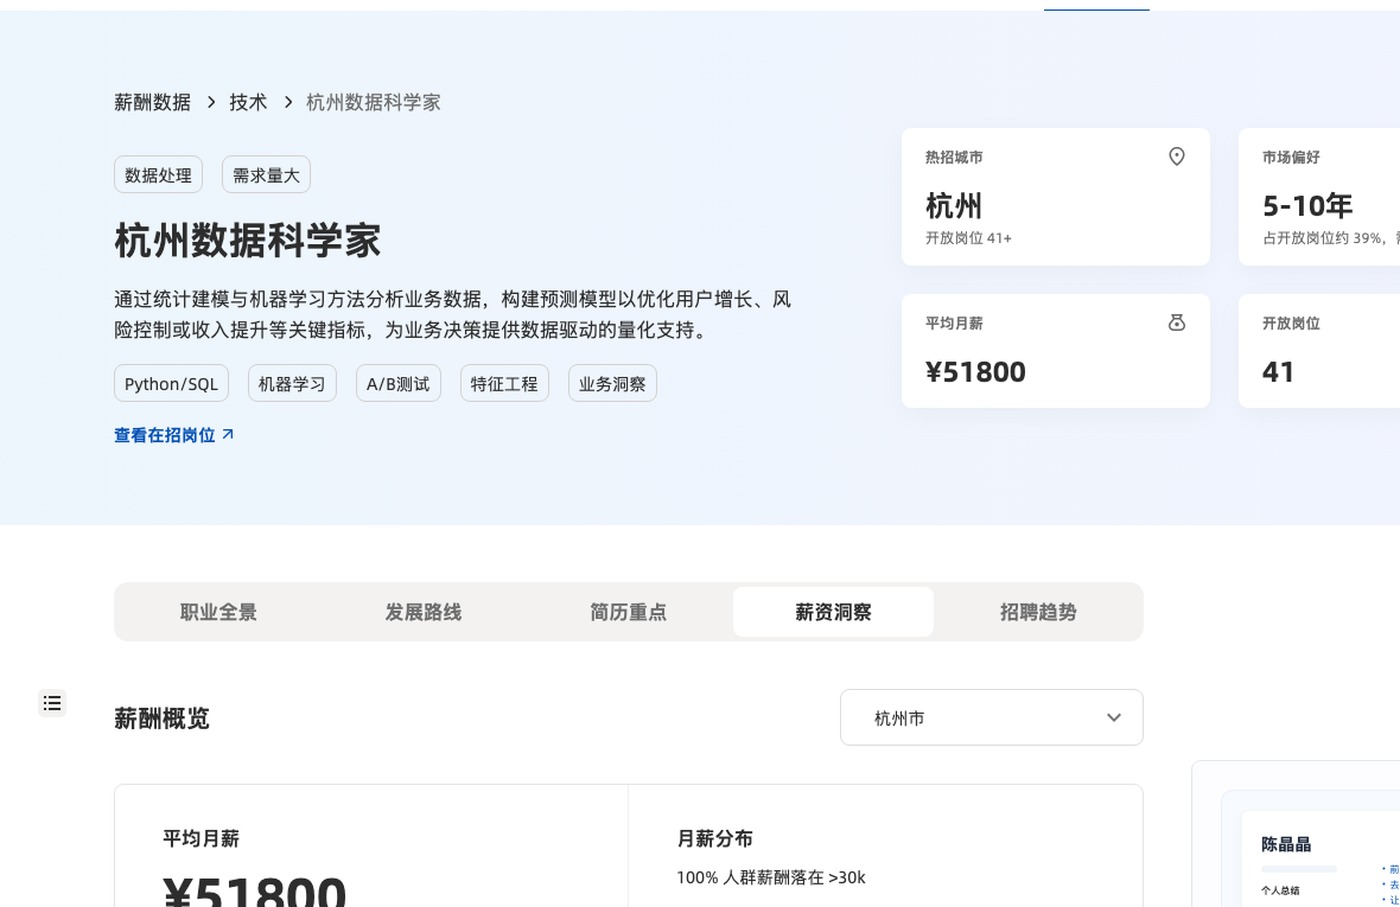 薪酬数据 > 技术 > 杭州数据科学家
数据处理 需求量大
杭州数据科学家
通过统计建模与机器学习方法分析业务数据，构建预测模型以优化用户增长、风
险控制或收入提升等关键指标，为业务决策提供数据驱动的量化支持。
Python/SQL 机器学习 A/B测试 特征工程 业务洞察
查看在招岗位
热招城市
杭州
开放岗位 41+
市场偏好
5-10年
占开放岗位约 39%，
平均月薪
¥51800
开放岗位
41
职业全景 发展路线 简历重点 薪资洞察 招聘趋势
薪酬概览
杭州市
平均月薪
¥51800
月薪分布
100% 人群薪酬落在 >30k
陈晶晶
个人总结
• 前
• 去
• 让